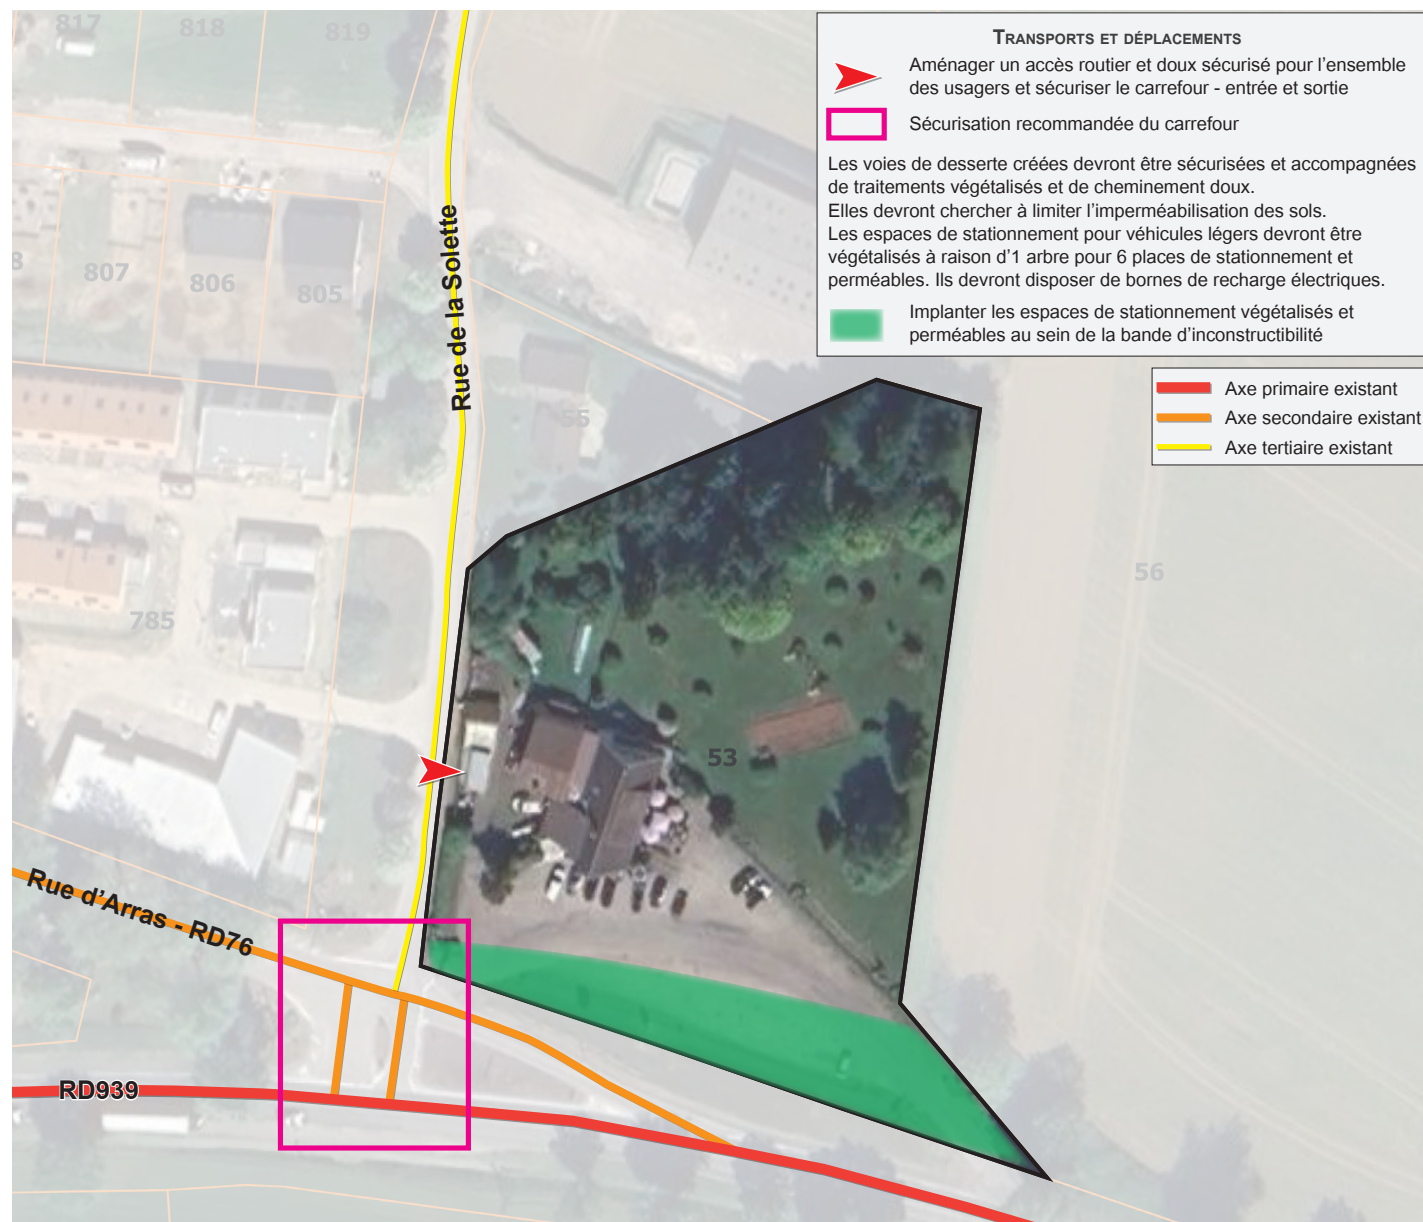 817
818
819
TRANSPORTS ET DÉPLACEMENTS
Aménager un accès routier et doux sécurisé pour l'ensemble
des usagers et sécuriser le carrefour - entrée et sortie
Sécurisation recommandée du carrefour
Les voies de desserte créées devront être sécurisées et accompagnées
de traitements végétalisés et de cheminement doux.
Elles devront chercher à limiter l'imperméabilisation des sols.
Les espaces de stationnement pour véhicules légers devront être
végétalisés à raison d'1 arbre pour 6 places de stationnement et
perméables. Ils devront disposer de bornes de recharge électriques.
Implanter les espaces de stationnement végétalisés et
perméables au sein de la bande d'inconstructibilité
Axe primaire existant
Axe secondaire existant
Axe tertiaire existant
8
807
806
805
Rue de la Solette
55
56
785
53
Rue d'Arras - RD76
RD939